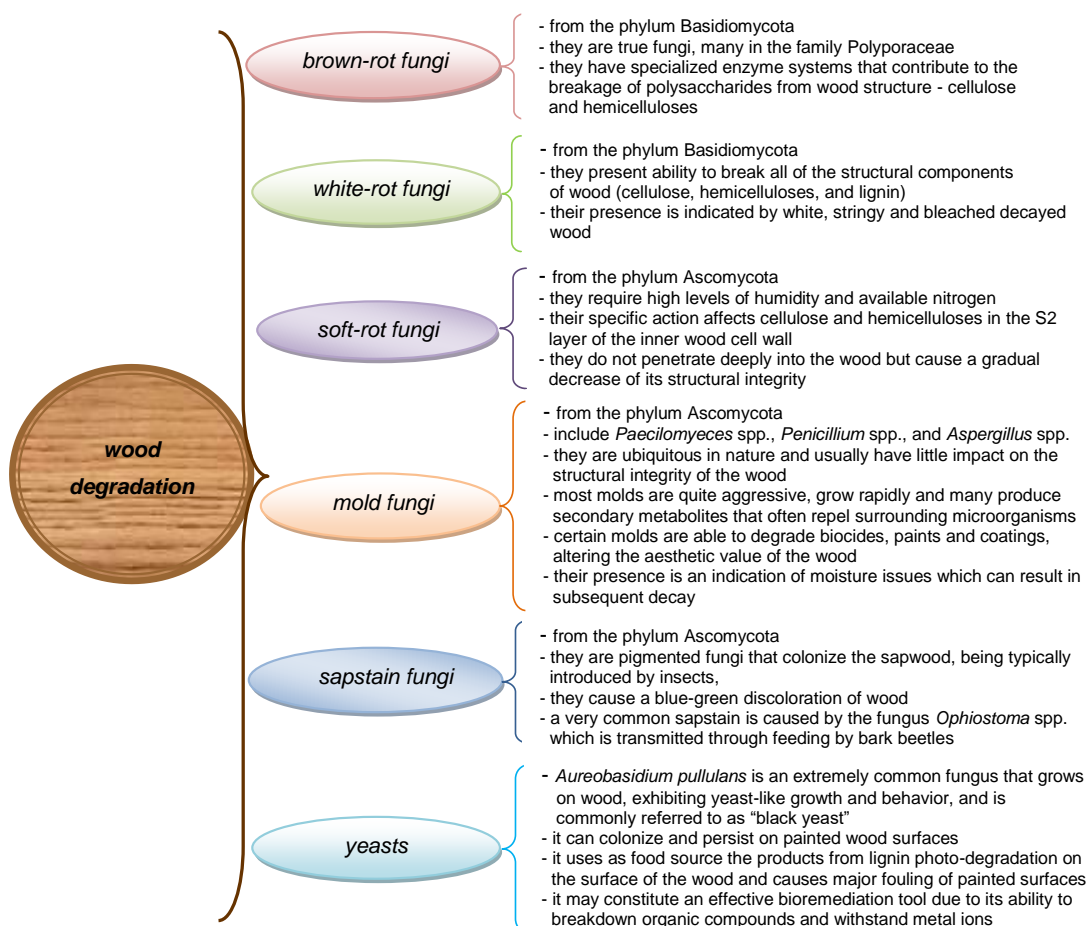 wood
degradation
brown-rot fungi
- from the phylum Basidiomycota
- they are true fungi, many in the family Polyporaceae
- they have specialized enzyme systems that contribute to the
breakage of polysaccharides from wood structure - cellulose
and hemicelluloses
white-rot fungi
- from the phylum Basidiomycota
- they present ability to break all of the structural components
of wood (cellulose, hemicelluloses, and lignin)
- their presence is indicated by white, stringy and bleached decayed
wood
soft-rot fungi
- from the phylum Ascomycota
- they require high levels of humidity and available nitrogen
- their specific action affects cellulose and hemicelluloses in the S2
layer of the inner wood cell wall
- they do not penetrate deeply into the wood but cause a gradual
decrease of its structural integrity
mold fungi
- from the phylum Ascomycota
- include Paecilomyeces spp., Penicillium spp., and Aspergillus spp.
- they are ubiquitous in nature and usually have little impact on the
structural integrity of the wood
- most molds are quite aggressive, grow rapidly and many produce
secondary metabolites that often repel surrounding microorganisms
- certain molds are able to degrade biocides, paints and coatings,
altering the aesthetic value of the wood
- their presence is an indication of moisture issues which can result in
subsequent decay
sapstain fungi
- from the phylum Ascomycota
- they are pigmented fungi that colonize the sapwood, being typically
introduced by insects,
- they cause a blue-green discoloration of wood
- a very common sapstain is caused by the fungus Ophiostoma spp.
which is transmitted through feeding by bark beetles
yeasts
- Aureobasidium pullulans is an extremely common fungus that grows
on wood, exhibiting yeast-like growth and behavior, and is
commonly referred to as “black yeast”
- it can colonize and persist on painted wood surfaces
- it uses as food source the products from lignin photo-degradation on
the surface of the wood and causes major fouling of painted surfaces
- it may constitute an effective bioremediation tool due to its ability to
breakdown organic compounds and withstand metal ions